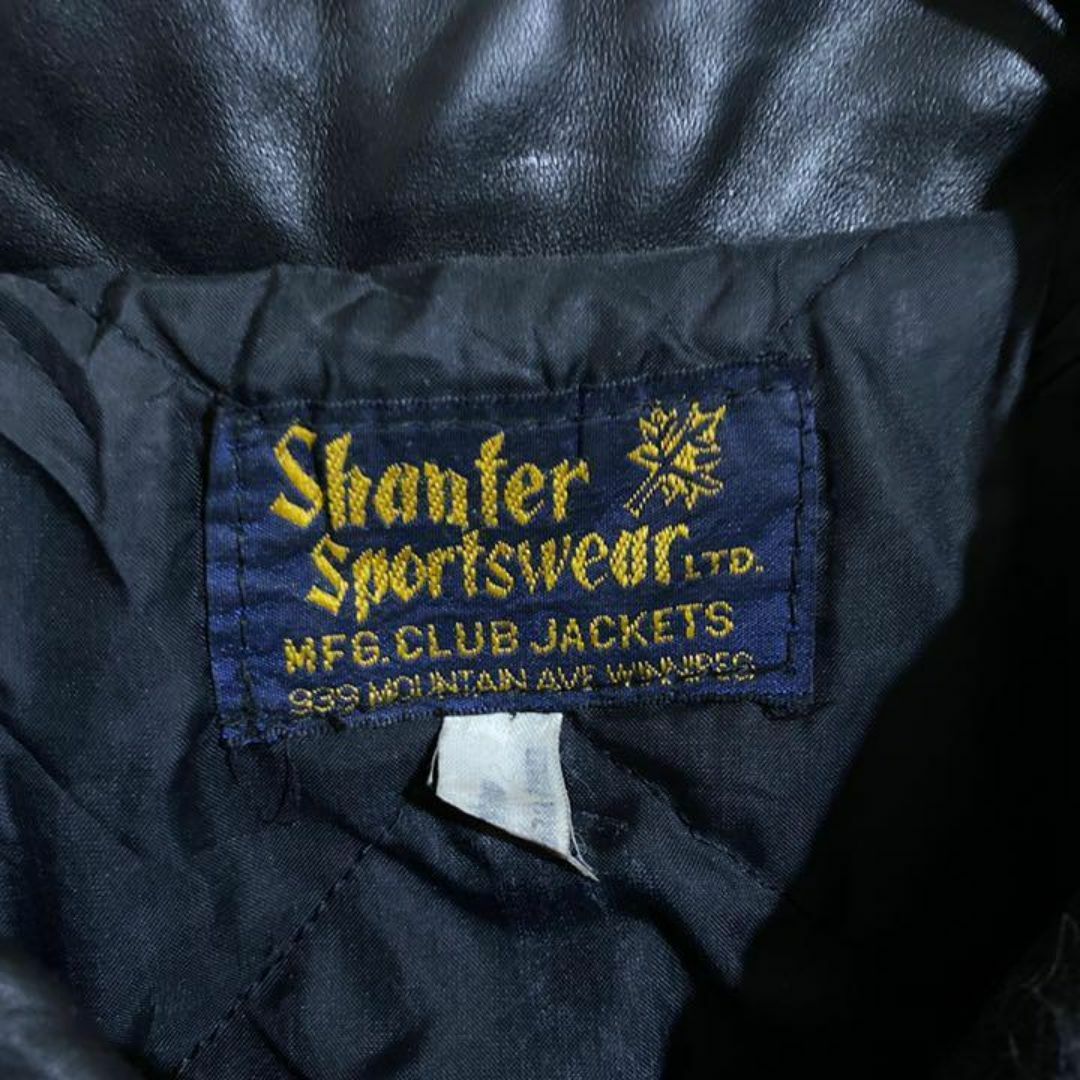 Shanter
Sportswear LTD.
MFG. CLUB JACKETS
939 MOUNTAIN AVE WINNIPEG